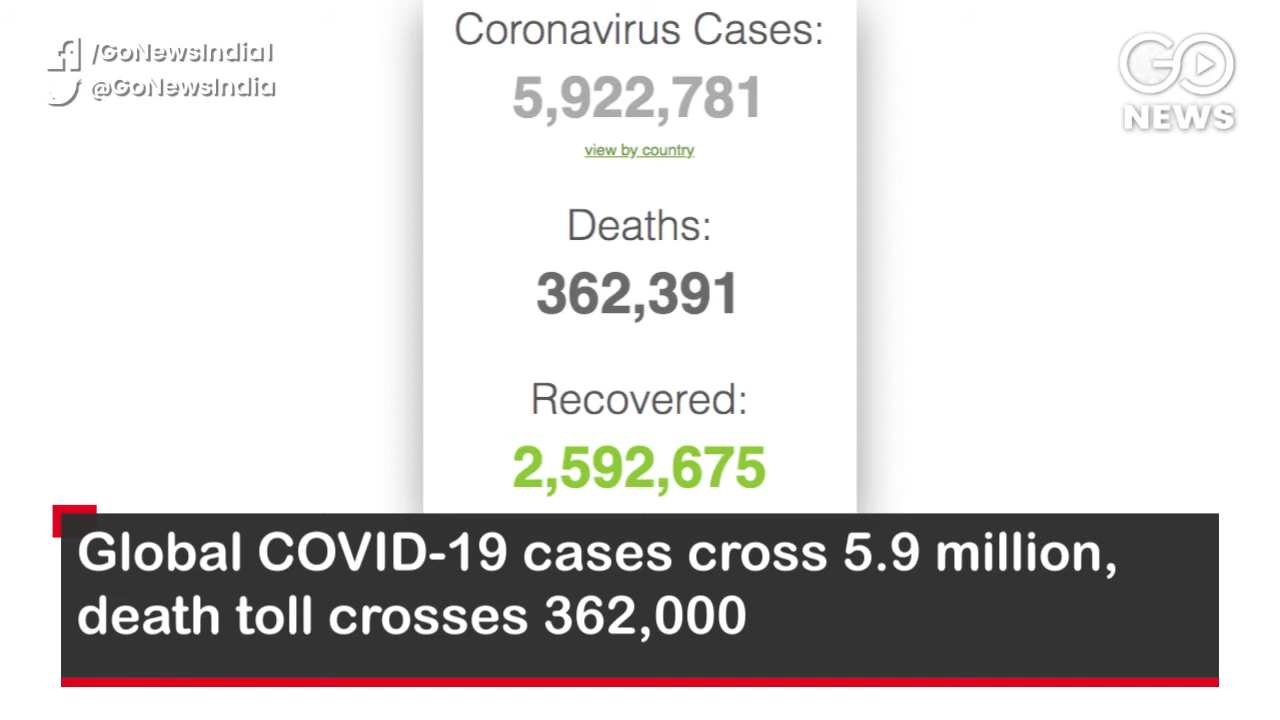 /GoNewsIndia1
@GoNewsIndia
GO
NEWS
Coronavirus Cases:
5,922,781
view by country
Deaths:
362,391
Recovered:
2,592,675
Global COVID-19 cases cross 5.9 million,
death toll crosses 362,000